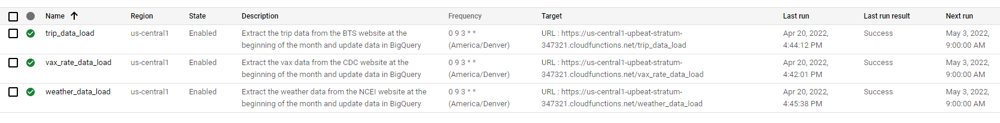 Name Region State Description Frequency Target Last run Last run result Next run
trip_data_load us-central1 Enabled Extract the trip data from the BTS website at the 0 9 3 * * URL : https://us-central1-upbeat-stratum- Apr 20, 2022, Success May 3, 2022,
beginning of the month and update data in BigQuery (America/Denver) 347321.cloudfunctions.net/trip_data_load 4:44:12 PM 9:00:00 AM
vax_rate_data_load us-central1 Enabled Extract the vax data from the CDC website at the 0 9 3 * * URL : https://us-central1-upbeat-stratum- Apr 20, 2022, Success May 3, 2022,
beginning of the month and update data in BigQuery (America/Denver) 347321.cloudfunctions.net/vax_rate_data_load 4:42:01 PM 9:00:00 AM
weather_data_load us-central1 Enabled Extract the weather data from the NCEI website at the 0 9 3 * * URL : https://us-central1-upbeat-stratum- Apr 20, 2022, Success May 3, 2022,
beginning of the month and update data in BigQuery (America/Denver) 347321.cloudfunctions.net/weather_data_load 4:45:38 PM 9:00:00 AM